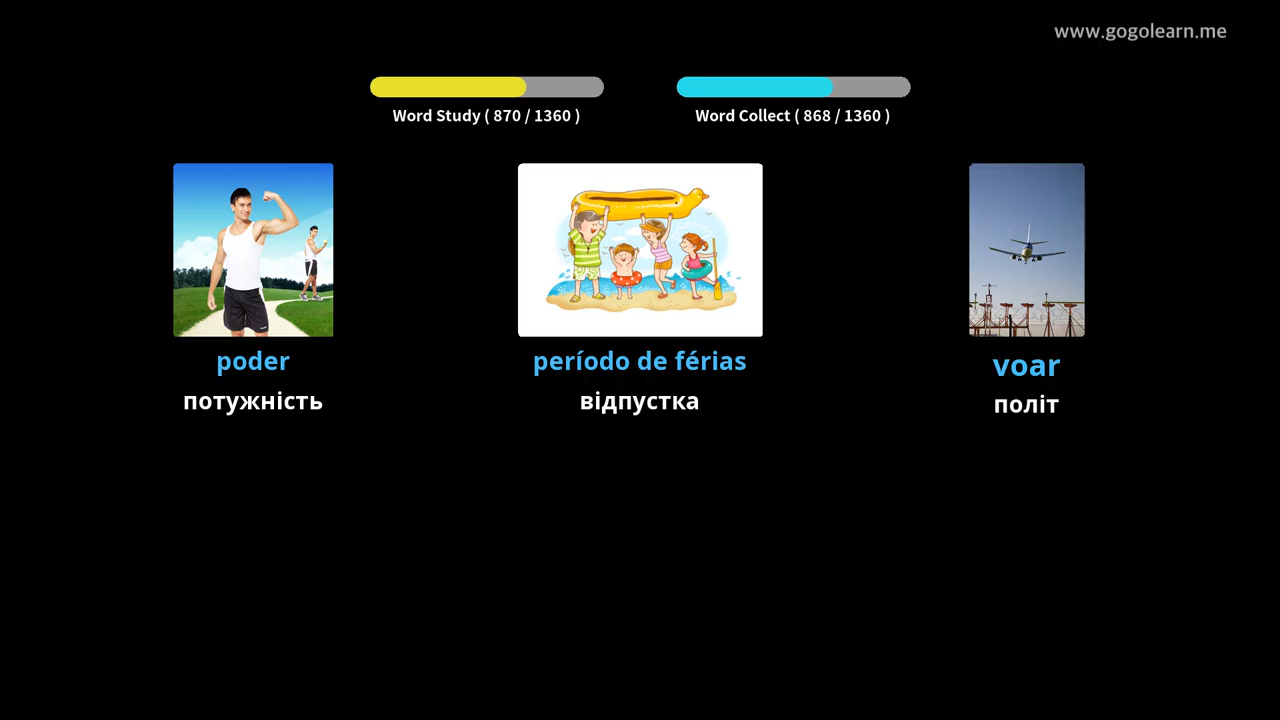 www.gogolearn.me
Word Study ( 870 / 1360 )
Word Collect ( 868 / 1360 )
poder
потужність
período de férias
відпустка
voar
політ